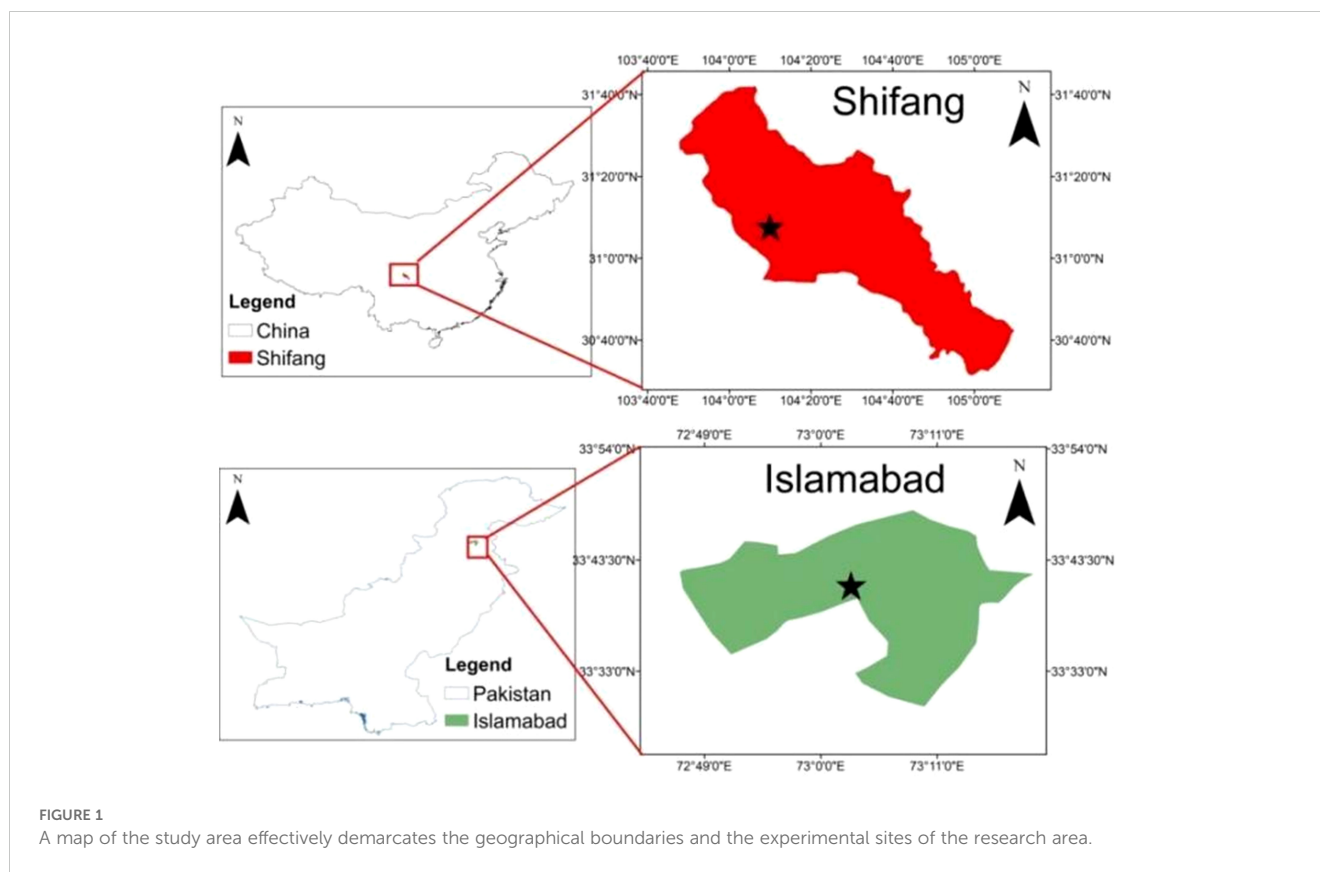 103°40'0"E 104°0'0"E 104°20'0"E 104°40'0"E 105°0'0"E
N
Legend
China
Shifang
31°40'0"N
31°20'0"N
31°0'0"N
30°40'0"N
Shifang
N
31°40'0"N
31°20'0"N
31°0'0"N
30°40'0"N
103°40'0"E 104°0'0"E 104°20'0"E 104°40'0"E 105°0'0"E
72°49'0"E 73°0'0"E 73°11'0"E
N
Legend
Pakistan
Islamabad
33°54'0"N
33°43'30"N
33°33'0"N
Islamabad
N
33°54'0"N
33°43'30"N
33°33'0"N
72°49'0"E 73°0'0"E 73°11'0"E
FIGURE 1
A map of the study area effectively demarcates the geographical boundaries and the experimental sites of the research area.